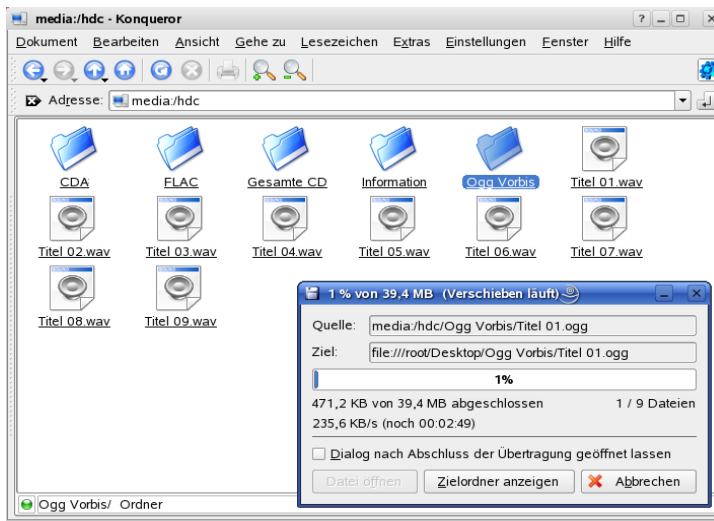 media:/hdc - Konqueror
Dokument Bearbeiten Ansicht Gehe zu Lesezeichen Extras Einstellungen Fenster Hilfe
Adresse: media:/hdc
CDA FLAC Gesamte CD Information Ogg Vorbis Titel 01.wav
Titel 02.wav Titel 03.wav Titel 04.wav Titel 05.wav Titel 06.wav Titel 07.wav
Titel 08.wav Titel 09.wav
1 % von 39,4 MB (Verschieben läuft)
Quelle: media:/hdc/Ogg Vorbis/Titel 01.ogg
Ziel: file:///root/Desktop/Ogg Vorbis/Titel 01.ogg
1%
471,2 KB von 39,4 MB abgeschlossen 1 / 9 Dateien
235,6 KB/s (noch 00:02:49)
Dialog nach Abschluss der Übertragung geöffnet lassen
Datei öffnen Zielordner anzeigen Abbrechen
Ogg Vorbis/ Ordner